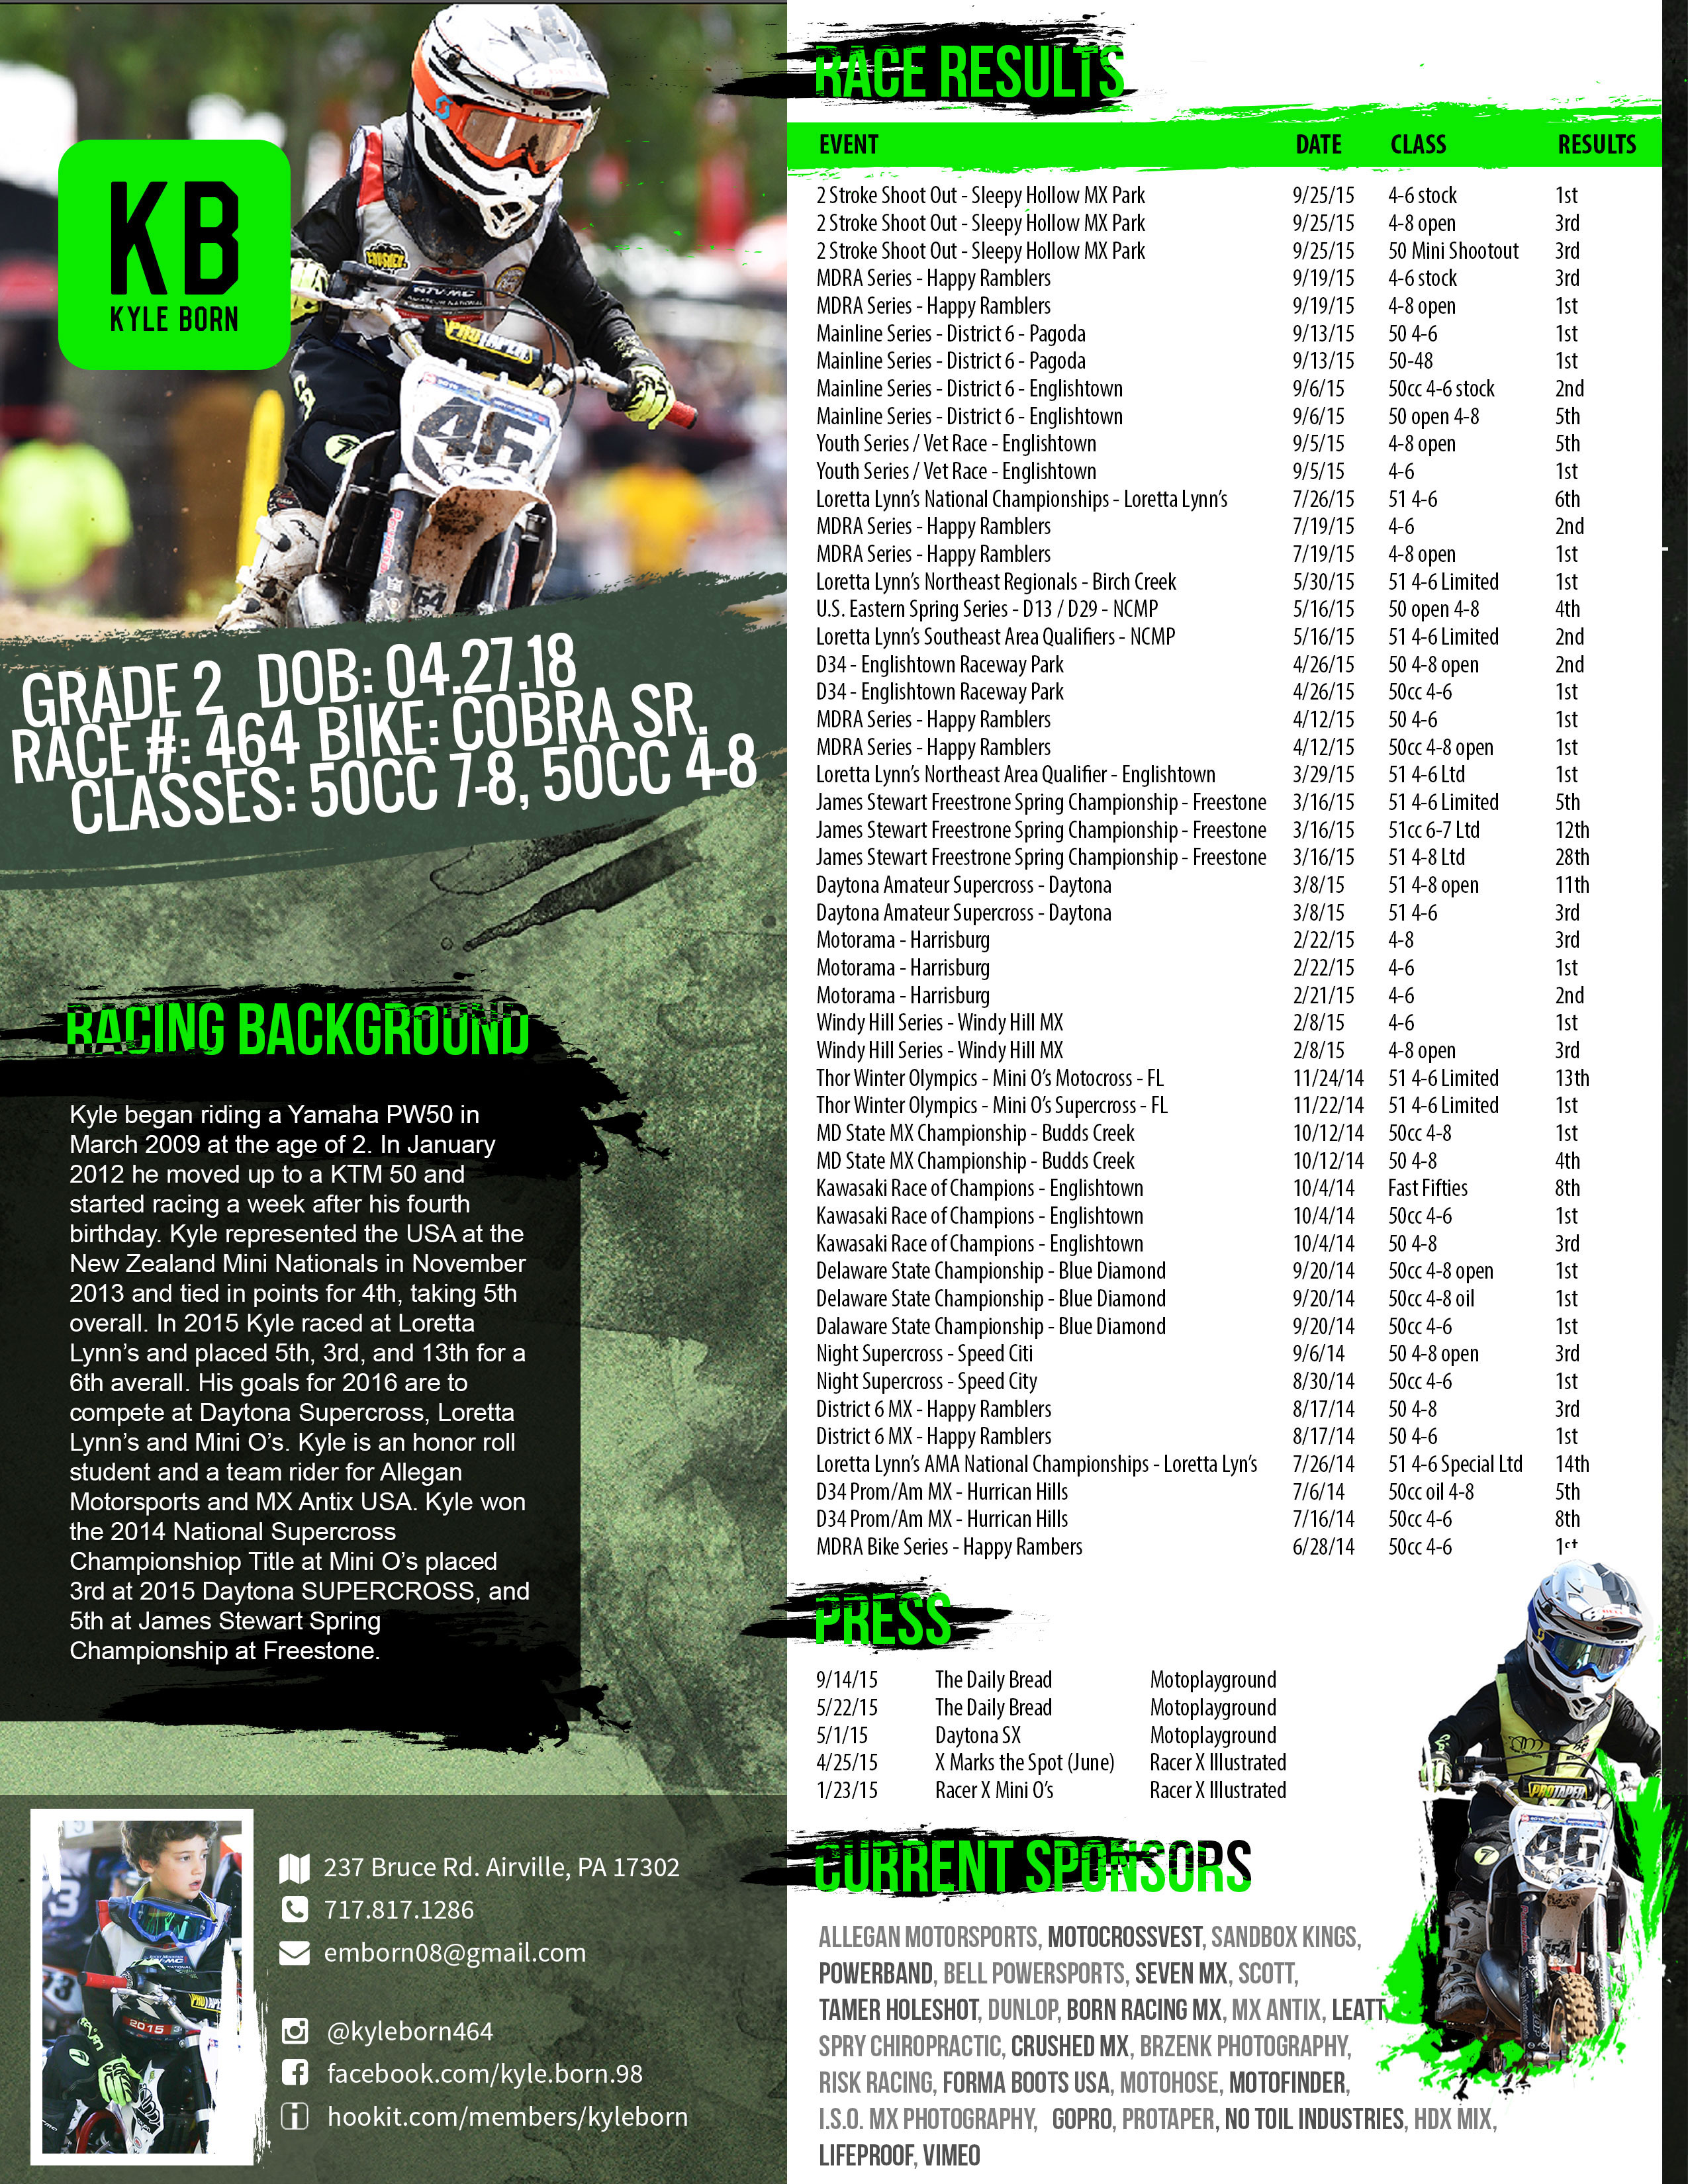 KB
KYLE BORN
GRADE 2 DOB: 04.27.18
RACE #: 464 BIKE: COBRA SR.
CLASSES: 50CC 7-8, 50CC 4-8
RACING BACKGROUND
Kyle began riding a Yamaha PW50 in
March 2009 at the age of 2. In January
2012 he moved up to a KTM 50 and
started racing a week after his fourth
birthday. Kyle represented the USA at the
New Zealand Mini Nationals in November
2013 and tied in points for 4th, taking 5th
overall. In 2015 Kyle raced at Loretta
Lynn's and placed 5th, 3rd, and 13th for a
6th averall. His goals for 2016 are to
compete at Daytona Supercross, Loretta
Lynn's and Mini O's. Kyle is an honor roll
student and a team rider for Allegan
Motorsports and MX Antix USA. Kyle won
the 2014 National Supercross
Championshiop Title at Mini O's placed
3rd at 2015 Daytona SUPERCROSS, and
5th at James Stewart Spring
Championship at Freestone.
237 Bruce Rd. Airville, PA 17302
717.817.1286
emborn08@gmail.com
@kyleborn464
facebook.com/kyle.born.98
hookit.com/members/kyleborn
RACE RESULTS
EVENT DATE CLASS RESULTS
2 Stroke Shoot Out - Sleepy Hollow MX Park 9/25/15 4-6 stock 1st
2 Stroke Shoot Out - Sleepy Hollow MX Park 9/25/15 4-8 open 3rd
2 Stroke Shoot Out - Sleepy Hollow MX Park 9/25/15 50 Mini Shootout 3rd
MDRA Series - Happy Ramblers 9/19/15 4-6 stock 3rd
MDRA Series - Happy Ramblers 9/19/15 4-8 open 1st
Mainline Series - District 6 - Pagoda 9/13/15 50 4-6 1st
Mainline Series - District 6 - Pagoda 9/13/15 50-48 1st
Mainline Series - District 6 - Englishtown 9/6/15 50cc 4-6 stock 2nd
Mainline Series - District 6 - Englishtown 9/6/15 50 open 4-8 5th
Youth Series / Vet Race - Englishtown 9/5/15 4-8 open 5th
Youth Series / Vet Race - Englishtown 9/5/15 4-6 1st
Loretta Lynn's National Championships - Loretta Lynn's 7/26/15 51 4-6 6th
MDRA Series - Happy Ramblers 7/19/15 4-6 2nd
MDRA Series - Happy Ramblers 7/19/15 4-8 open 1st
Loretta Lynn's Northeast Regionals - Birch Creek 5/30/15 51 4-6 Limited 1st
U.S. Eastern Spring Series - D13 / D29 - NCMP 5/16/15 50 open 4-8 4th
Loretta Lynn's Southeast Area Qualifiers - NCMP 5/16/15 51 4-6 Limited 2nd
D34 - Englishtown Raceway Park 4/26/15 50 4-8 open 2nd
D34 - Englishtown Raceway Park 4/26/15 50cc 4-6 1st
MDRA Series - Happy Ramblers 4/12/15 50 4-6 1st
MDRA Series - Happy Ramblers 4/12/15 50cc 4-8 open 1st
Loretta Lynn's Northeast Area Qualifier - Englishtown 3/29/15 51 4-6 Ltd 1st
James Stewart Freestrone Spring Championship - Freestone 3/16/15 51 4-6 Limited 5th
James Stewart Freestrone Spring Championship - Freestone 3/16/15 51cc 6-7 Ltd 12th
James Stewart Freestrone Spring Championship - Freestone 3/16/15 51 4-8 Ltd 28th
Daytona Amateur Supercross - Daytona 3/8/15 51 4-8 open 11th
Daytona Amateur Supercross - Daytona 3/8/15 51 4-6 3rd
Motorama - Harrisburg 2/22/15 4-8 3rd
Motorama - Harrisburg 2/22/15 4-6 1st
Motorama - Harrisburg 2/21/15 4-6 2nd
Windy Hill Series - Windy Hill MX 2/8/15 4-6 1st
Windy Hill Series - Windy Hill MX 2/8/15 4-8 open 3rd
Thor Winter Olympics - Mini O's Motocross - FL 11/24/14 51 4-6 Limited 13th
Thor Winter Olympics - Mini O's Supercross - FL 11/22/14 51 4-6 Limited 1st
MD State MX Championship - Budds Creek 10/12/14 50cc 4-8 1st
MD State MX Championship - Budds Creek 10/12/14 50 4-8 4th
Kawasaki Race of Champions - Englishtown 10/4/14 Fast Fifties 8th
Kawasaki Race of Champions - Englishtown 10/4/14 50cc 4-6 1st
Kawasaki Race of Champions - Englishtown 10/4/14 50 4-8 3rd
Delaware State Championship - Blue Diamond 9/20/14 50cc 4-8 open 1st
Delaware State Championship - Blue Diamond 9/20/14 50cc 4-8 oil 1st
Dalaware State Championship - Blue Diamond 9/20/14 50cc 4-6 1st
Night Supercross - Speed Citi 9/6/14 50 4-8 open 3rd
Night Supercross - Speed City 8/30/14 50cc 4-6 1st
District 6 MX - Happy Ramblers 8/17/14 50 4-8 3rd
District 6 MX - Happy Ramblers 8/17/14 50 4-6 1st
Loretta Lynn's AMA National Championships - Loretta Lyn's 7/26/14 51 4-6 Special Ltd 14th
D34 Prom/Am MX - Hurrican Hills 7/6/14 50cc oil 4-8 5th
D34 Prom/Am MX - Hurrican Hills 7/16/14 50cc 4-6 8th
MDRA Bike Series - Happy Rambers 6/28/14 50cc 4-6 1st
PRESS
9/14/15 The Daily Bread Motoplayground
5/22/15 The Daily Bread Motoplayground
5/1/15 Daytona SX Motoplayground
4/25/15 X Marks the Spot (June) Racer X Illustrated
1/23/15 Racer X Mini O's Racer X Illustrated
CURRENT SPONSORS
ALLEGAN MOTORSPORTS, MOTOCROSSVEST, SANDBOX KINGS,
POWERBAND, BELL POWERSPORTS, SEVEN MX, SCOTT,
TAMER HOLESHOT, DUNLOP, BORN RACING MX, MX ANTIX, LEATT,
SPRY CHIROPRACTIC, CRUSHED MX, BRZENK PHOTOGRAPHY,
RISK RACING, FORMA BOOTS USA, MOTOHOSE, MOTOFINDER,
I.S.O. MX PHOTOGRAPHY, GOPRO, PROTAPER, NO TOIL INDUSTRIES, HDX MIX,
LIFEPROOF, VIMEO